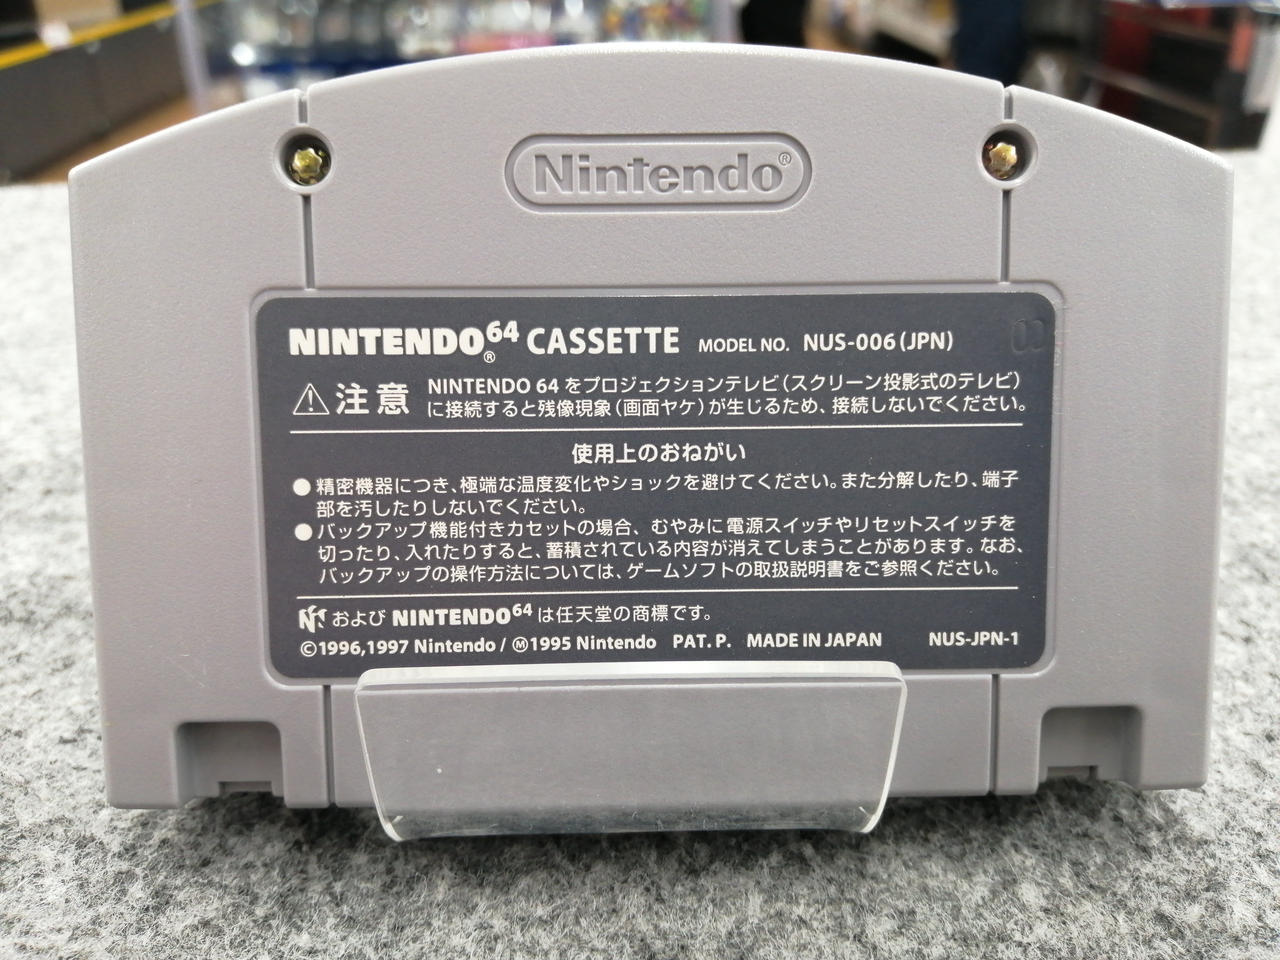 Nintendo®
NINTENDO®64 CASSETTE MODEL NO. NUS-006(JPN)
⚠注意 NINTENDO 64 をプロジェクションテレビ(スクリーン投影式のテレビ)
に接続すると残像現象(画面ヤケ)が生じるため、接続しないでください。
使用上のおねがい
●精密機器につき、極端な温度変化やショックを避けてください。また分解したり、端子
部を汚したりしないでください。
●バックアップ機能付きカセットの場合、むやみに電源スイッチやリセットスイッチを
切ったり、入れたりすると、蓄積されている内容が消えてしまうことがあります。なお、
バックアップの操作方法については、ゲームソフトの取扱説明書をご参照ください。
および NINTENDO64 は任天堂の商標です。
©1996,1997 Nintendo / Ⓜ1995 Nintendo PAT. P. MADE IN JAPAN NUS-JPN-1